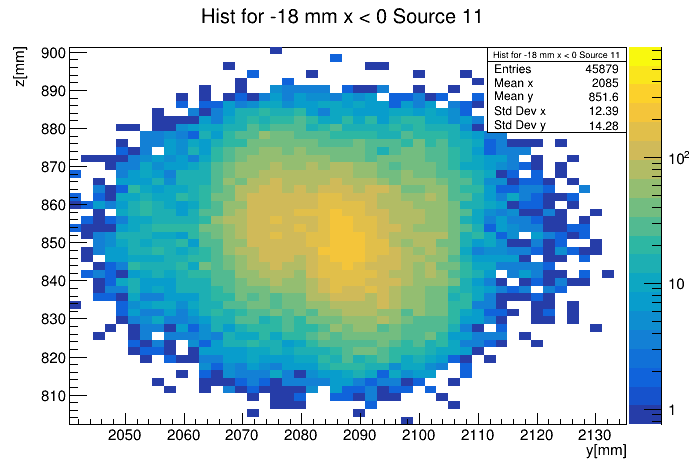 Hist for -18 mm x < 0 Source 11
z[mm]
Hist for -18 mm x < 0 Source 11
Entries 45879
Mean x 2085
Mean y 851.6
Std Dev x 12.39
Std Dev y 14.28
900
890
880
870
860
850
840
830
820
810
10²
10
1
2050 2060 2070 2080 2090 2100 2110 2120 2130
y[mm]